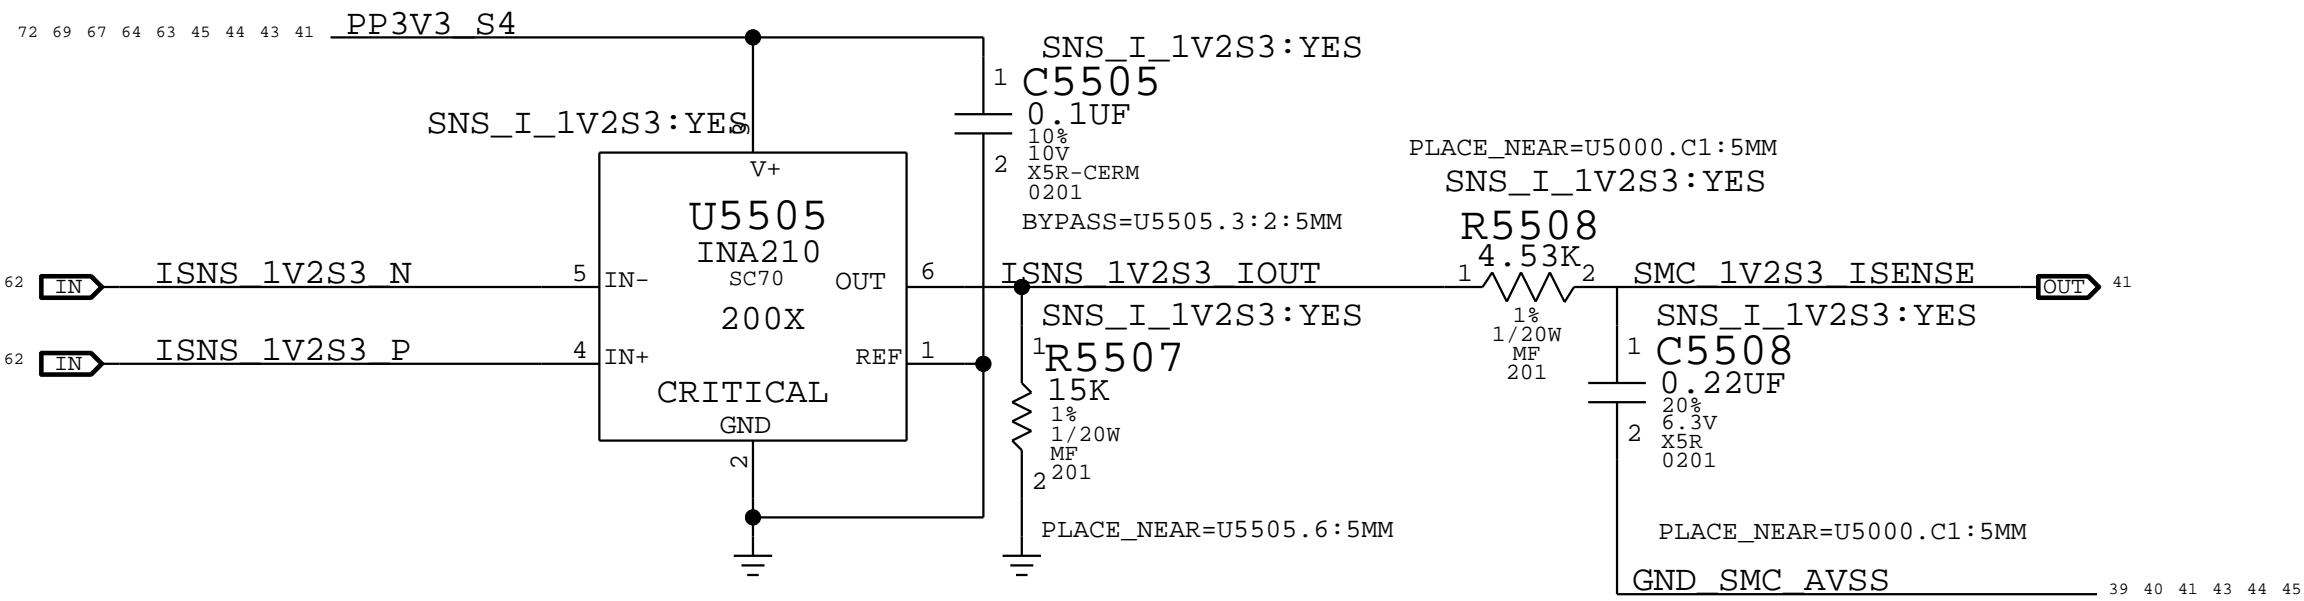 72 69 67 64 63 45 44 43 41 PP3V3_S4
SNS_I_1V2S3:YES
1 C5505
0.1UF
10%
10V
2 X5R-CERM
0201
BYPASS=U5505.3:2:5MM
SNS_I_1V2S3:YES
3
V+
U5505
INA210
SC70
200X
CRITICAL
GND
2
62 IN ISNS_1V2S3_N 5 IN-
62 IN ISNS_1V2S3_P 4 IN+
OUT 6 ISNS_1V2S3_IOUT
REF 1
SNS_I_1V2S3:YES
1 R5507
15K
1%
1/20W
MF
2 201
PLACE_NEAR=U5505.6:5MM
PLACE_NEAR=U5000.C1:5MM
SNS_I_1V2S3:YES
R5508
4.53K
1 2
1%
1/20W
MF
201
SMC_1V2S3_ISENSE OUT 41
SNS_I_1V2S3:YES
1 C5508
0.22UF
20%
6.3V
2 X5R
0201
PLACE_NEAR=U5000.C1:5MM
GND_SMC_AVSS 39 40 41 43 44 45